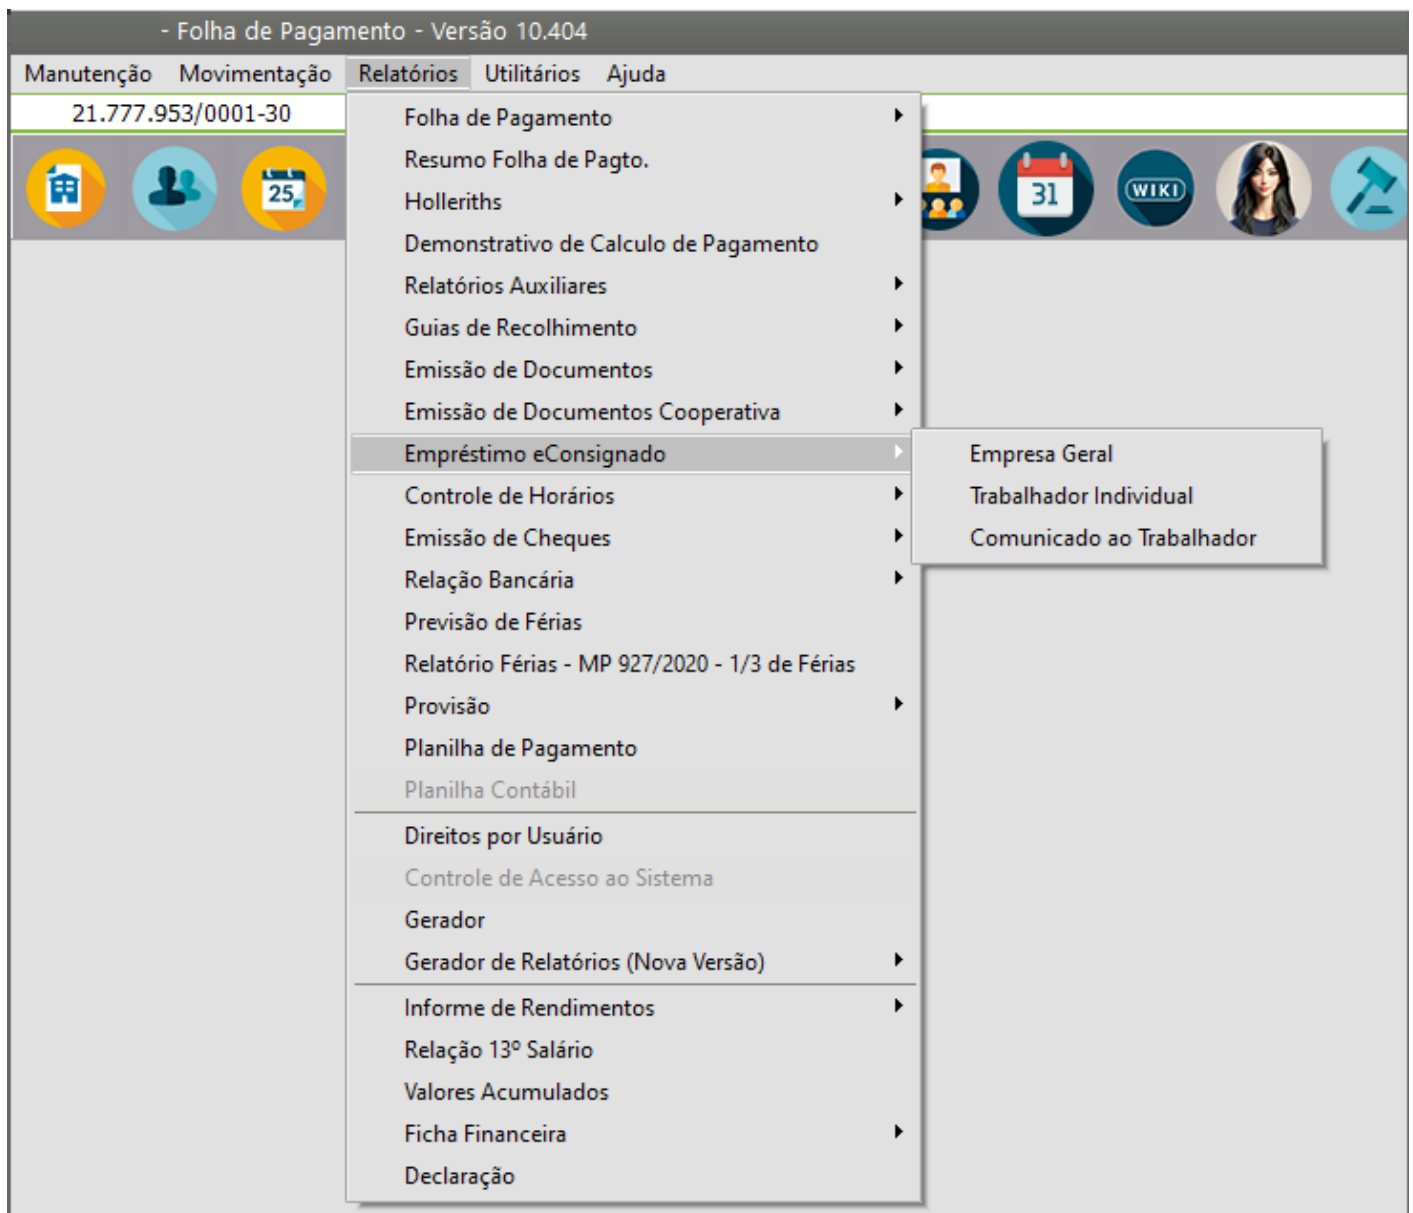 - Folha de Pagamento - Versão 10.404
Manutenção Movimentação Relatórios Utilitários Ajuda
21.777.953/0001-30
25
31
WIKI
Folha de Pagamento
Resumo Folha de Pagto.
Holleriths
Demonstrativo de Calculo de Pagamento
Relatórios Auxiliares
Guias de Recolhimento
Emissão de Documentos
Emissão de Documentos Cooperativa
Empréstimo eConsignado
Empresa Geral
Trabalhador Individual
Comunicado ao Trabalhador
Controle de Horários
Emissão de Cheques
Relação Bancária
Previsão de Férias
Relatório Férias - MP 927/2020 - 1/3 de Férias
Provisão
Planilha de Pagamento
Planilha Contábil
Direitos por Usuário
Controle de Acesso ao Sistema
Gerador
Gerador de Relatórios (Nova Versão)
Informe de Rendimentos
Relação 13º Salário
Valores Acumulados
Ficha Financeira
Declaração